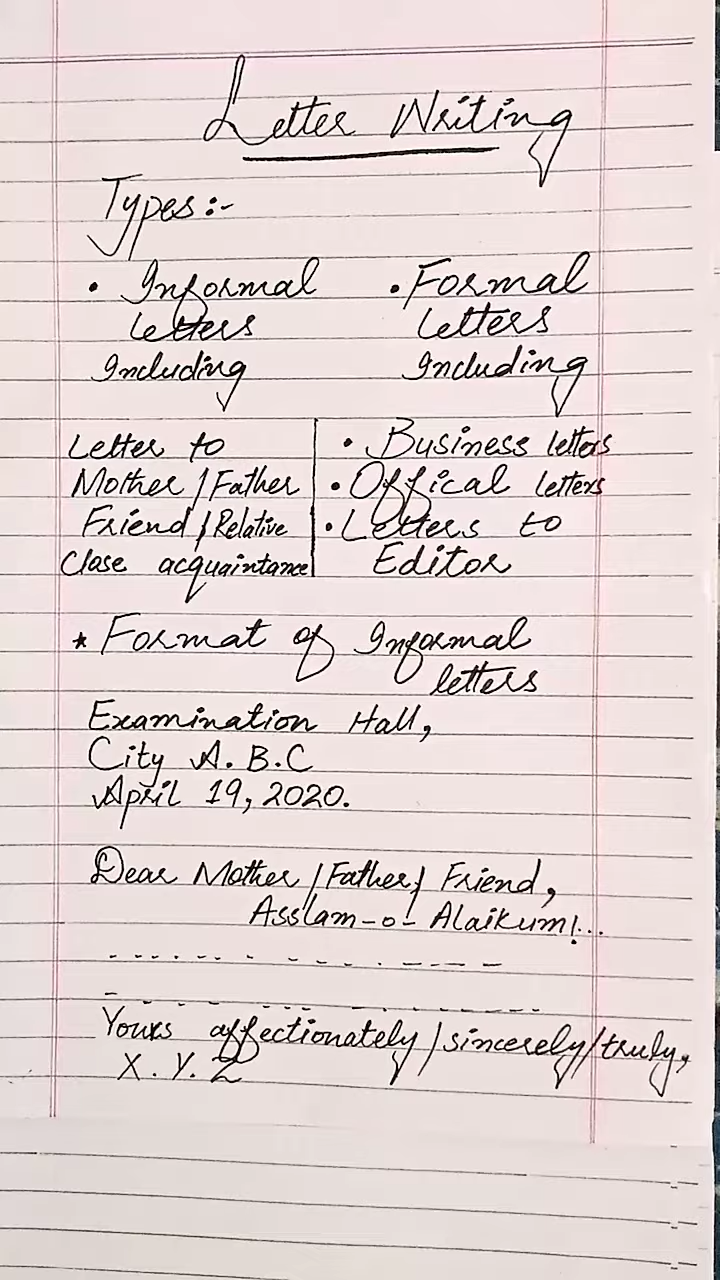 Letter Writing
Types:-
• Informal letters Including
• Formal letters Including
Letter to
Mother / Father
Friend / Relative
Close acquaintance
• Business letters
• Offical letters
• Letters to
Editor
* Format of Informal
letters
Examination Hall,
City A.B.C
April 19, 2020.
Dear Mother / Father / Friend,
Asslam-o-Alaikum!...
Yours affectionately / sincerely / truly,
X.Y.Z